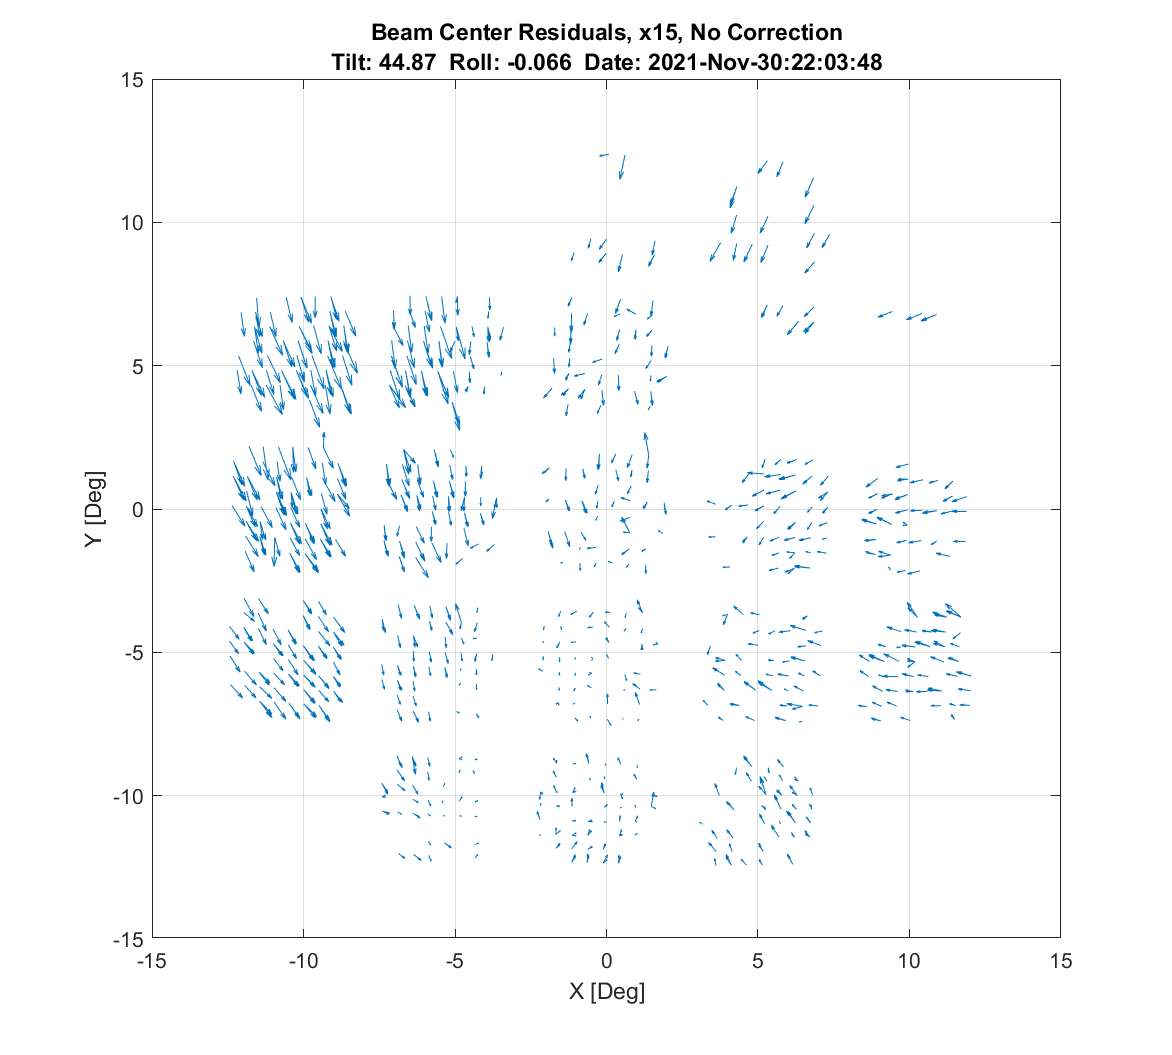 Beam Center Residuals, x15, No Correction
Tilt: 44.87  Roll: -0.066  Date: 2021-Nov-30:22:03:48
15
10
5
0
-5
-10
-15
Y [Deg]
-15 -10 -5 0 5 10 15
X [Deg]